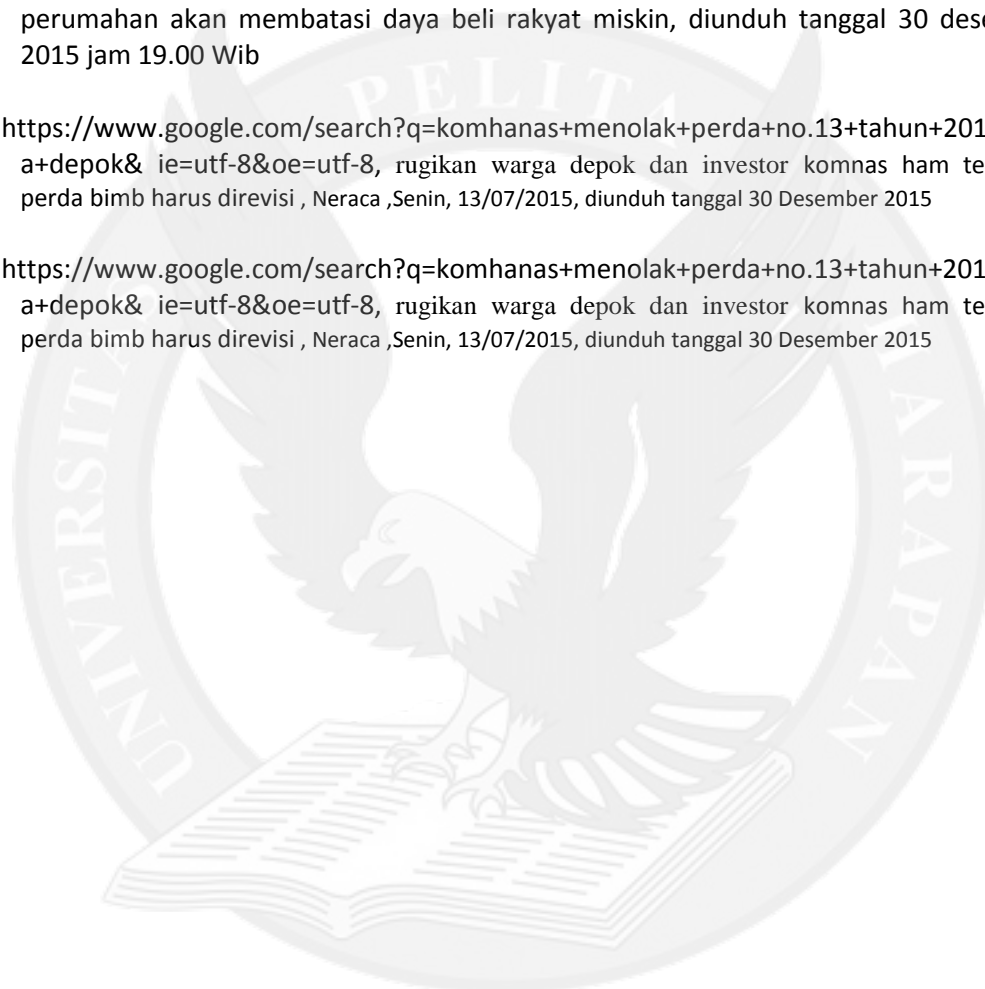 perumahan akan membatasi daya beli rakyat miskin, diunduh tanggal 30
2015 jam 19.00 Wib
https://www.google.com/search?q=komhanas+menolak+perda+no.13+tahun+201
a+depok& ie=utf-8&oe=utf-8, rugikan warga depok dan investor komnas ham
perda bimb harus direvisi , Neraca ,Senin, 13/07/2015, diunduh tanggal 30 Desember 2015
https://www.google.com/search?q=komhanas+menolak+perda+no.13+tahun+201
a+depok& ie=utf-8&oe=utf-8, rugikan warga depok dan investor komnas ham
perda bimb harus direvisi , Neraca ,Senin, 13/07/2015, diunduh tanggal 30 Desember 2015
UNIVERSITAS PELITA HARAPAN